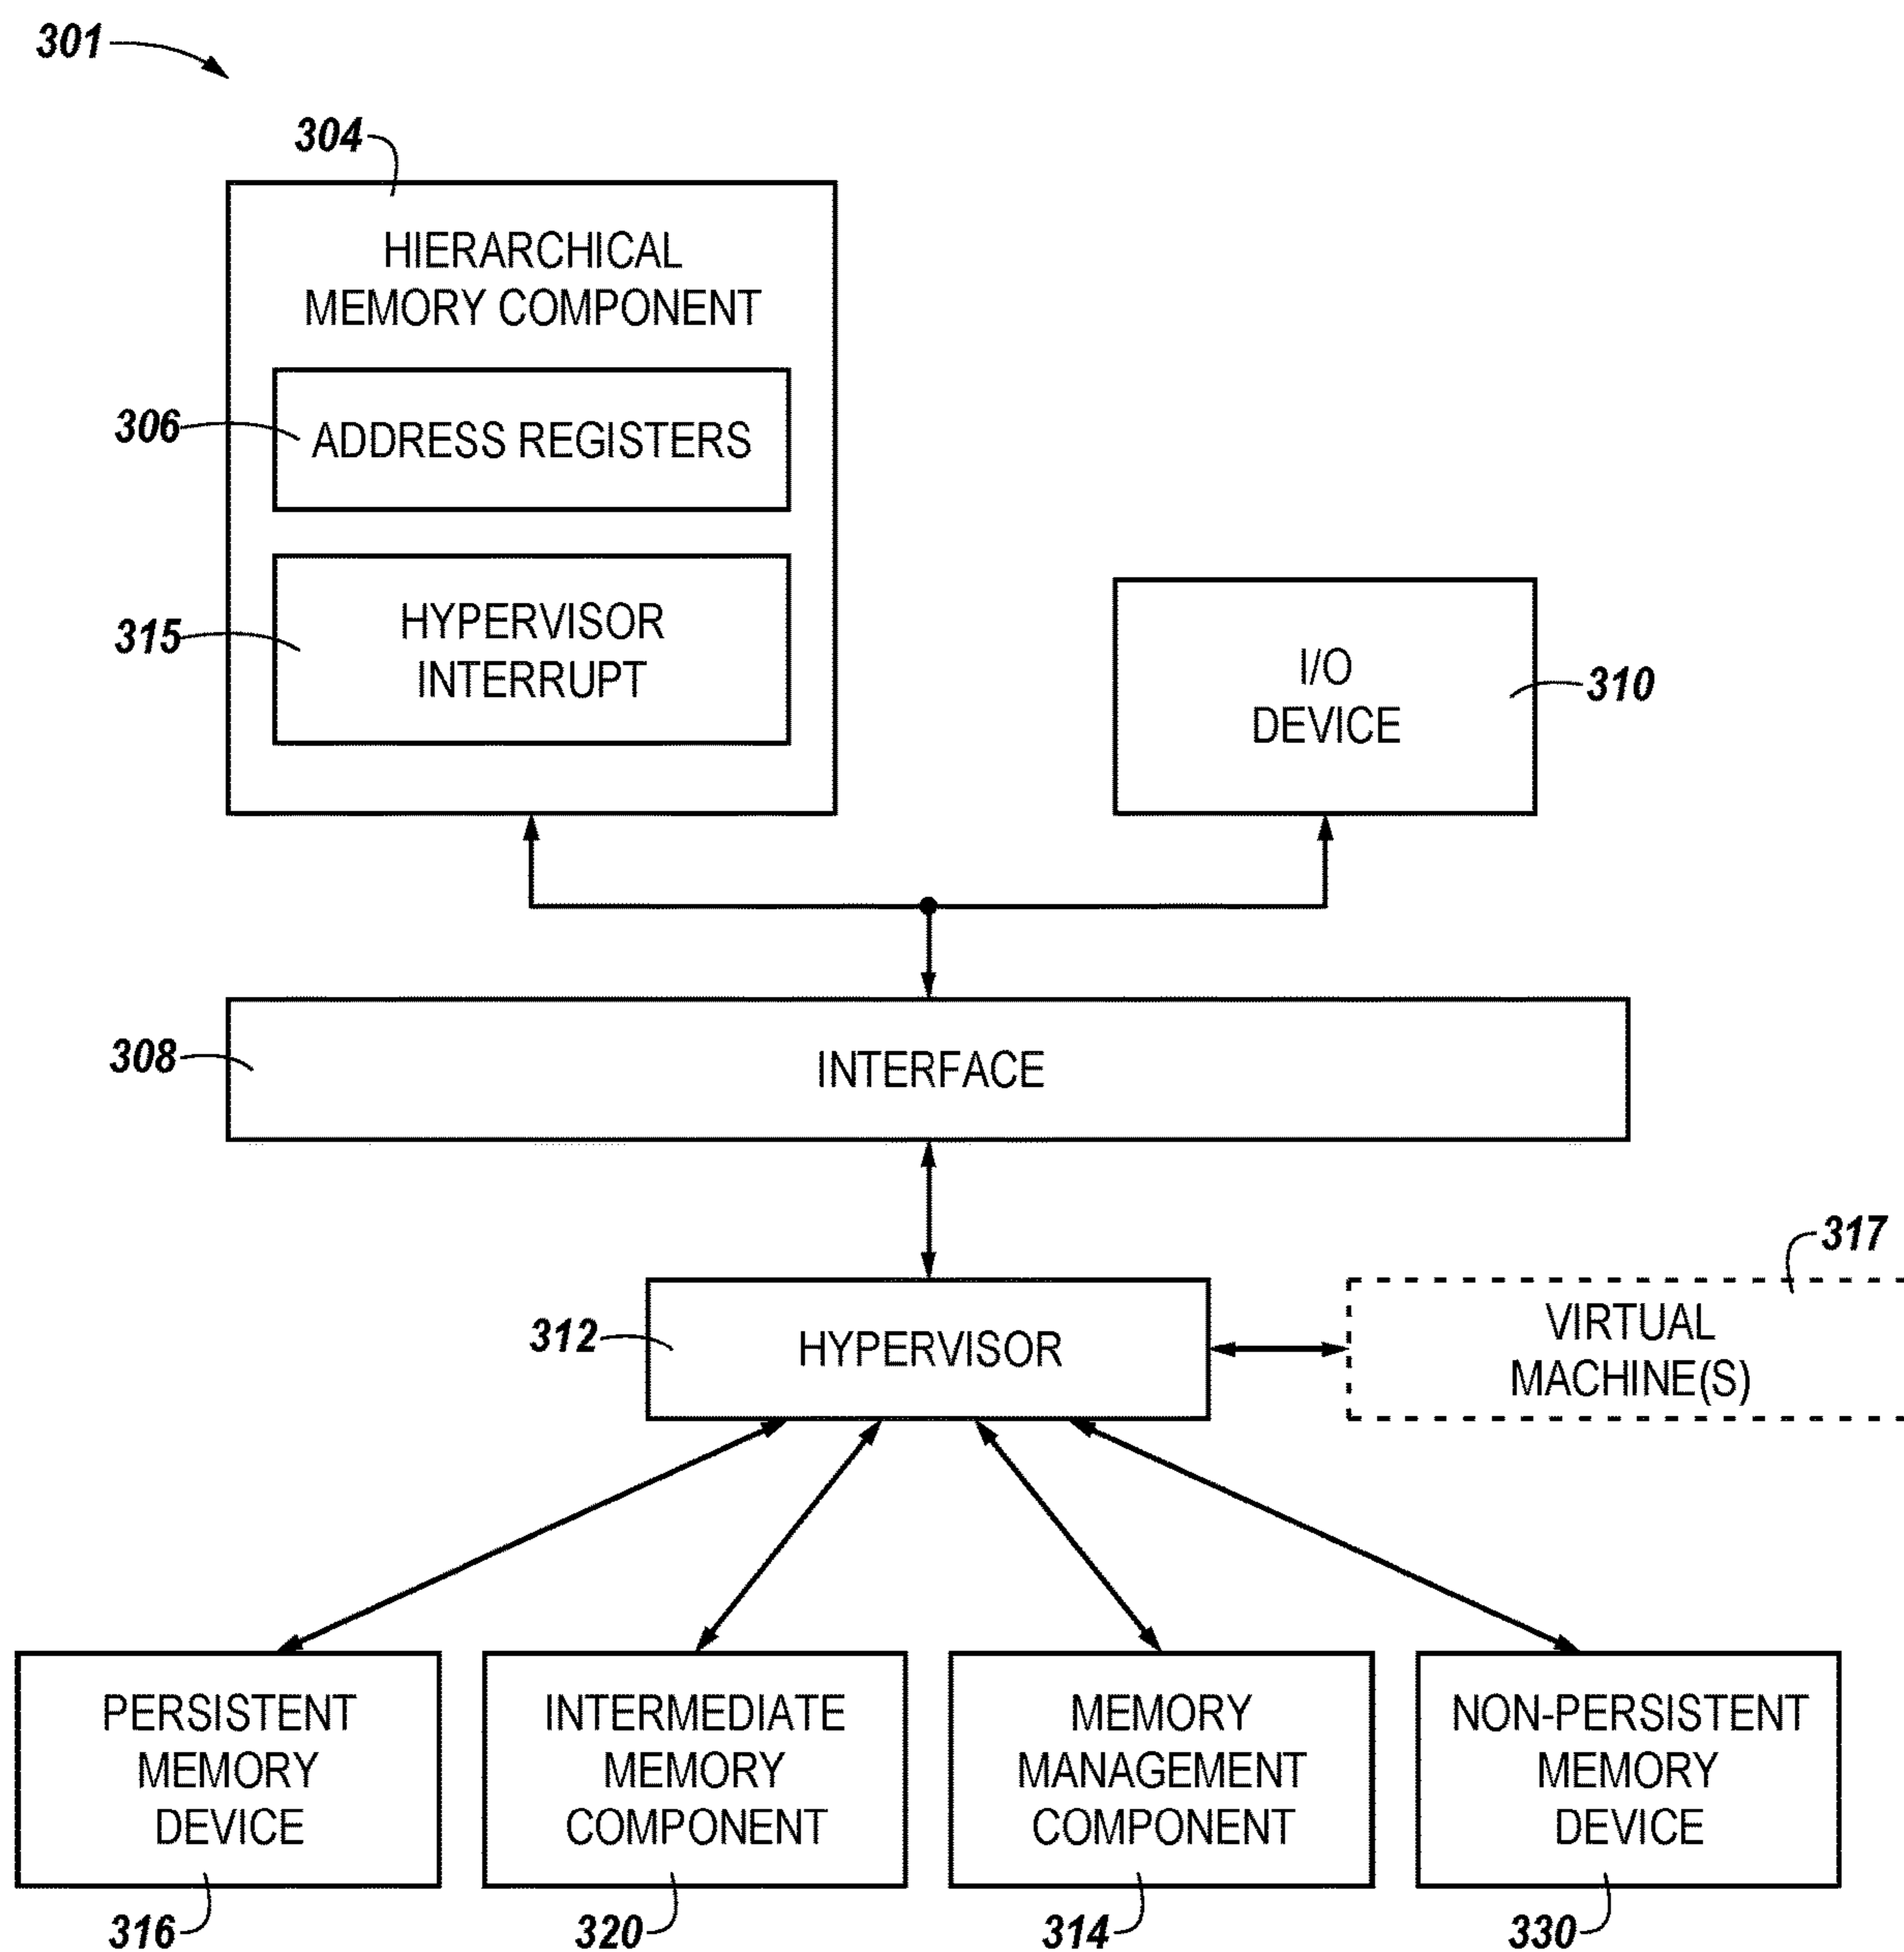 301
304
HIERARCHICAL
MEMORY COMPONENT
306
ADDRESS REGISTERS
315
HYPERVISOR
INTERRUPT
I/O
DEVICE
310
308
INTERFACE
317
312
HYPERVISOR
VIRTUAL
MACHINE(S)
PERSISTENT
MEMORY
DEVICE
INTERMEDIATE
MEMORY
COMPONENT
MEMORY
MANAGEMENT
COMPONENT
NON-PERSISTENT
MEMORY
DEVICE
316
320
314
330